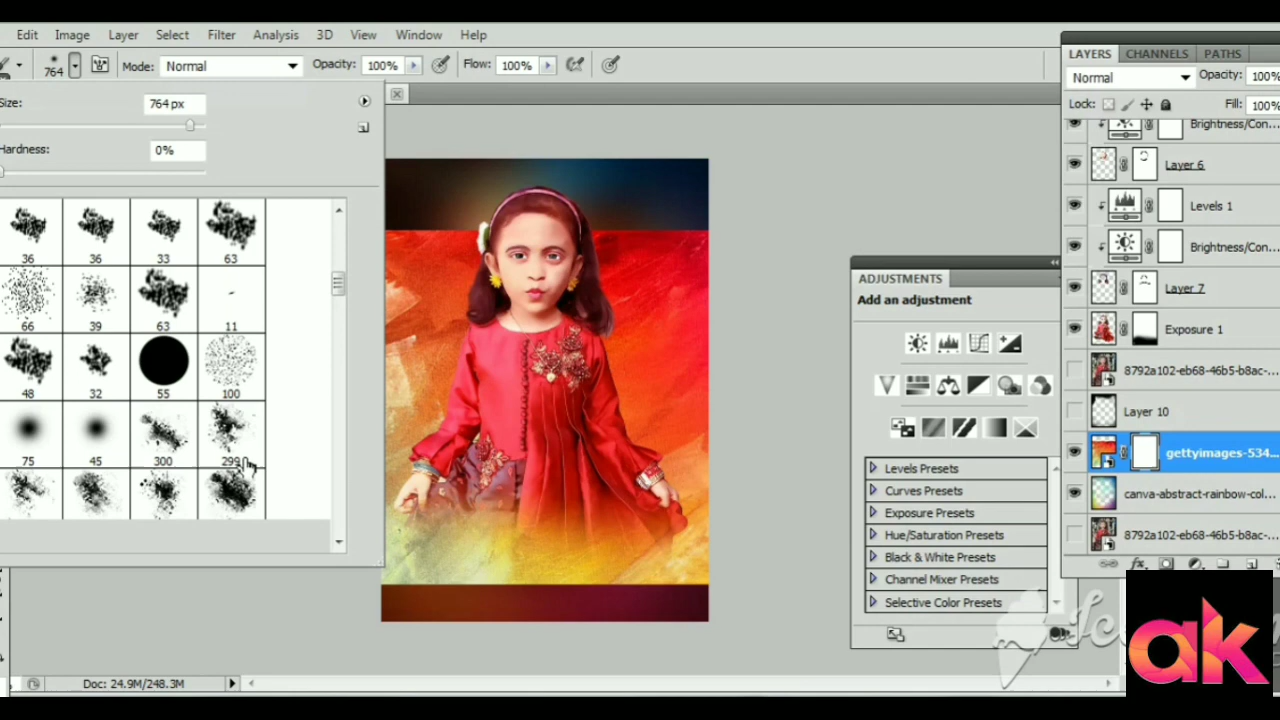 Edit Image Layer Select Filter Analysis 3D View Window Help
764 Mode: Normal Opacity: 100% Flow: 100%
Size: 764 px
Hardness: 0%
36 36 33 63
66 39 63 11
48 32 55 100
75 45 300 299
ADJUSTMENTS
Add an adjustment
Levels Presets
Curves Presets
Exposure Presets
Hue/Saturation Presets
Black & White Presets
Channel Mixer Presets
Selective Color Presets
LAYERS CHANNELS PATHS
Normal Opacity: 100%
Lock: Fill: 100%
Brightness/Con...
Layer 6
Levels 1
Brightness/Con...
Layer 7
Exposure 1
8792a102-eb68-46b5-b8ac-...
Layer 10
gettyimages-534...
canva-abstract-rainbow-col...
8792a102-eb68-46b5-b8ac-...
fx
Doc: 24.9M/248.3M
ak